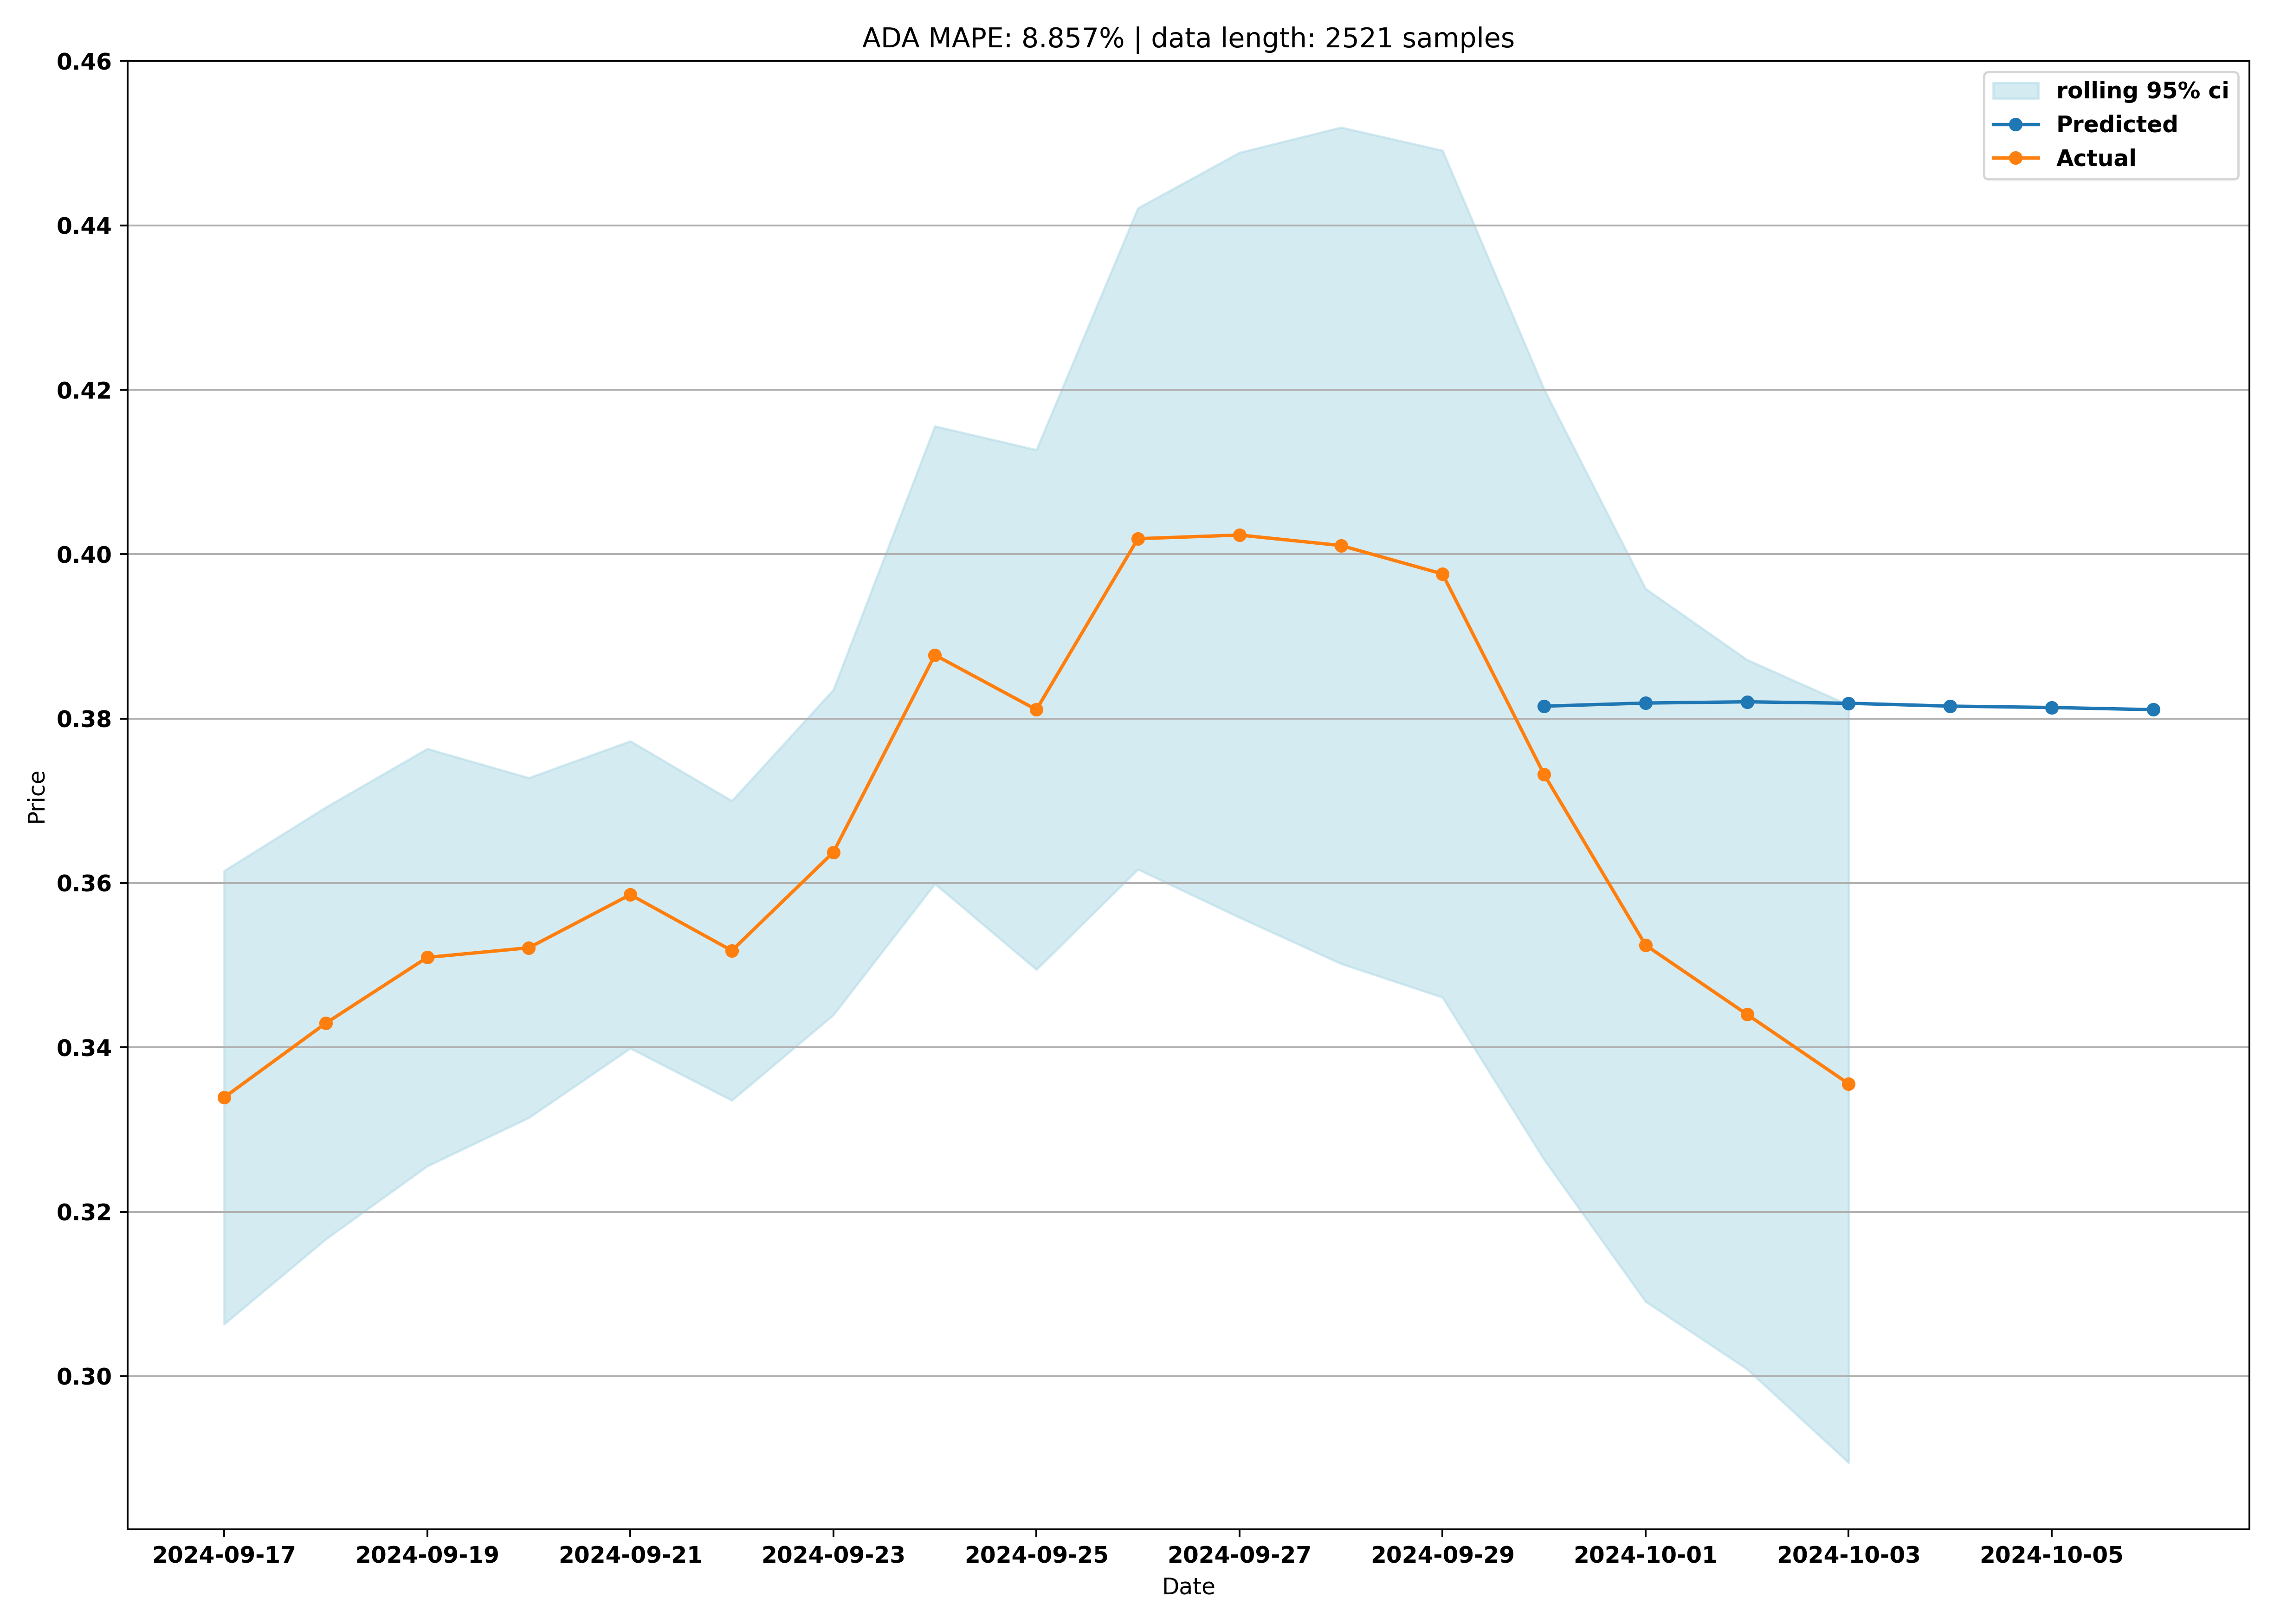 ADA MAPE: 8.857% | data length: 2521 samples
rolling 95% ci
Predicted
Actual
0.46
0.44
0.42
0.40
0.38
0.36
0.34
0.32
0.30
Price
2024-09-17 2024-09-19 2024-09-21 2024-09-23 2024-09-25 2024-09-27 2024-09-29 2024-10-01 2024-10-03 2024-10-05
Date